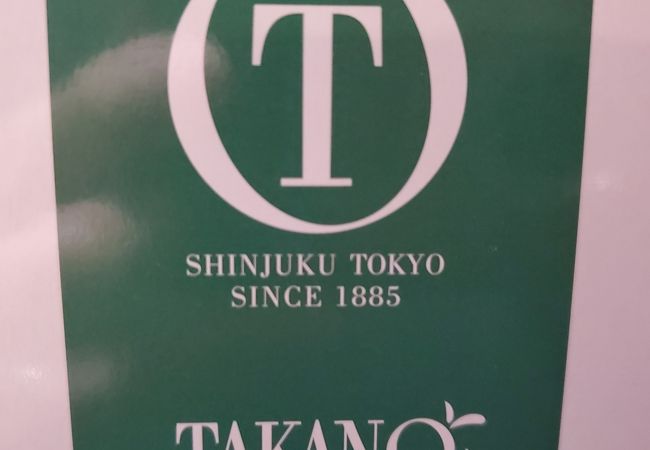 T
SHINJUKU TOKYO
SINCE 1885
TAKANO